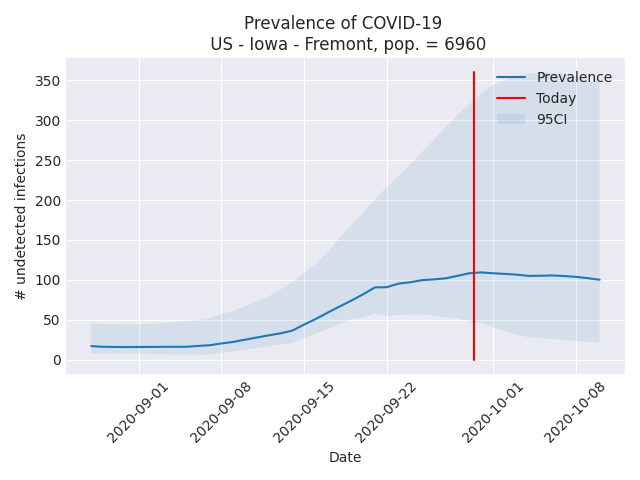 Prevalence of COVID-19
US - Iowa - Fremont, pop. = 6960
# undetected infections
350
300
250
200
150
100
50
0
Prevalence
Today
95CI
2020-09-01
2020-09-08
2020-09-15
2020-09-22
2020-10-01
2020-10-08
Date